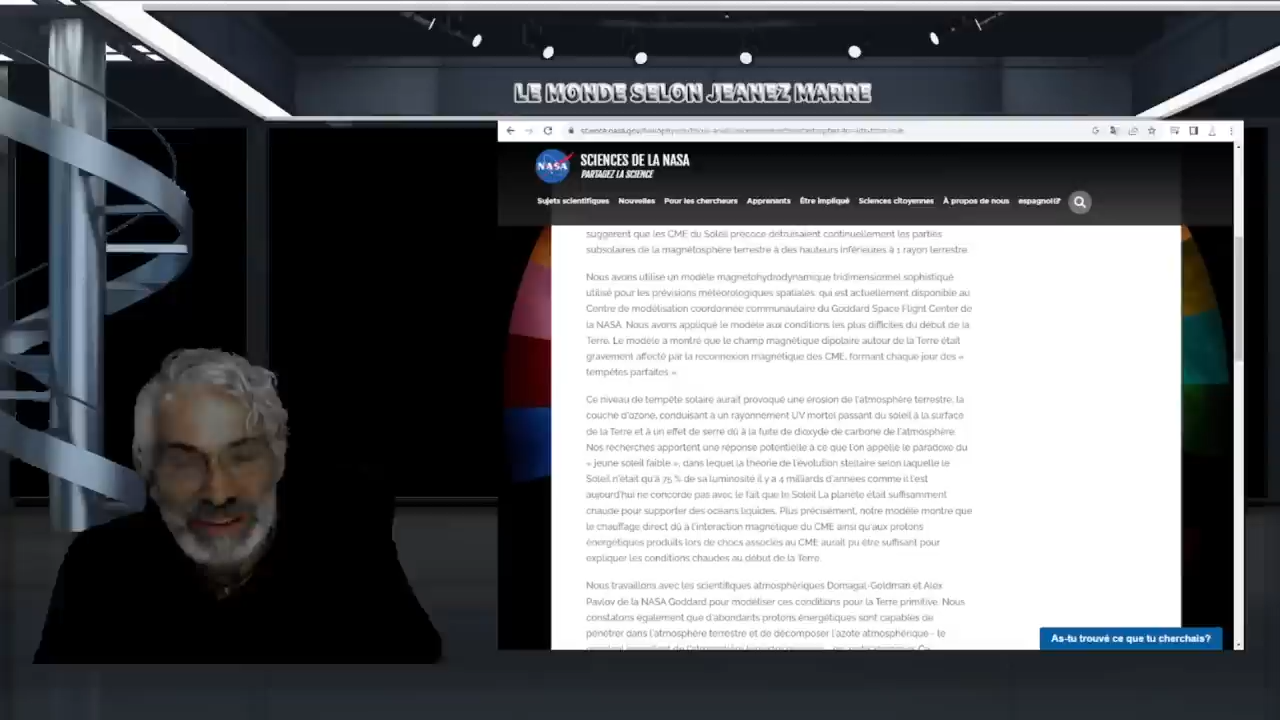 LE MONDE SELON JEANEZ MARRE
NASA
SCIENCES DE LA NASA
PARTAGEZ LA SCIENCE
Sujets scientifiques Nouvelles Pour les chercheurs Apprenants Être impliqué Sciences citoyennes À propos de nous espagnol
suggèrent que les CME du Soleil précoce détruisaient continuellement les parties
subsolaires de la magnétosphère terrestre à des hauteurs inférieures à 1 rayon terrestre.
Nous avons utilisé un modèle magnétohydrodynamique tridimensionnel sophistiqué
utilisé pour les prévisions météorologiques spatiales, qui est actuellement disponible au
Centre de modélisation coordonnée communautaire du Goddard Space Flight Center de
la NASA. Nous avons appliqué le modèle aux conditions les plus difficiles du début de la
Terre. Le modèle a montré que le champ magnétique dipolaire autour de la Terre était
gravement affecté par la reconnexion magnétique des CME, formant chaque jour des «
tempêtes parfaites ».
Ce niveau de tempête solaire aurait provoqué une érosion de l'atmosphère terrestre, la
couche d'ozone, conduisant à un rayonnement UV mortel passant du soleil à la surface
de la Terre et à un effet de serre dû à la fuite de dioxyde de carbone de l'atmosphère.
Nos recherches apportent une réponse potentielle à ce que l'on appelle le paradoxe du
« jeune soleil faible », dans lequel la théorie de l'évolution stellaire selon laquelle le
Soleil n'était qu'à 75 % de sa luminosité il y a 4 milliards d'années comme il l'est
aujourd'hui ne concorde pas avec le fait que le Soleil La planète était suffisamment
chaude pour supporter des océans liquides. Plus précisément, notre modèle montre que
le chauffage direct dû à l'interaction magnétique du CME ainsi qu'aux protons
énergétiques produits lors de chocs associés au CME aurait pu être suffisant pour
expliquer les conditions chaudes au début de la Terre.
Nous travaillons avec les scientifiques atmosphériques Domagal-Goldman et Alex
Pavlov de la NASA Goddard pour modéliser ces conditions pour la Terre primitive. Nous
constatons également que d'abondants protons énergétiques sont capables de
pénétrer dans l'atmosphère terrestre et de décomposer l'azote atmosphérique - le
As-tu trouvé ce que tu cherchais?